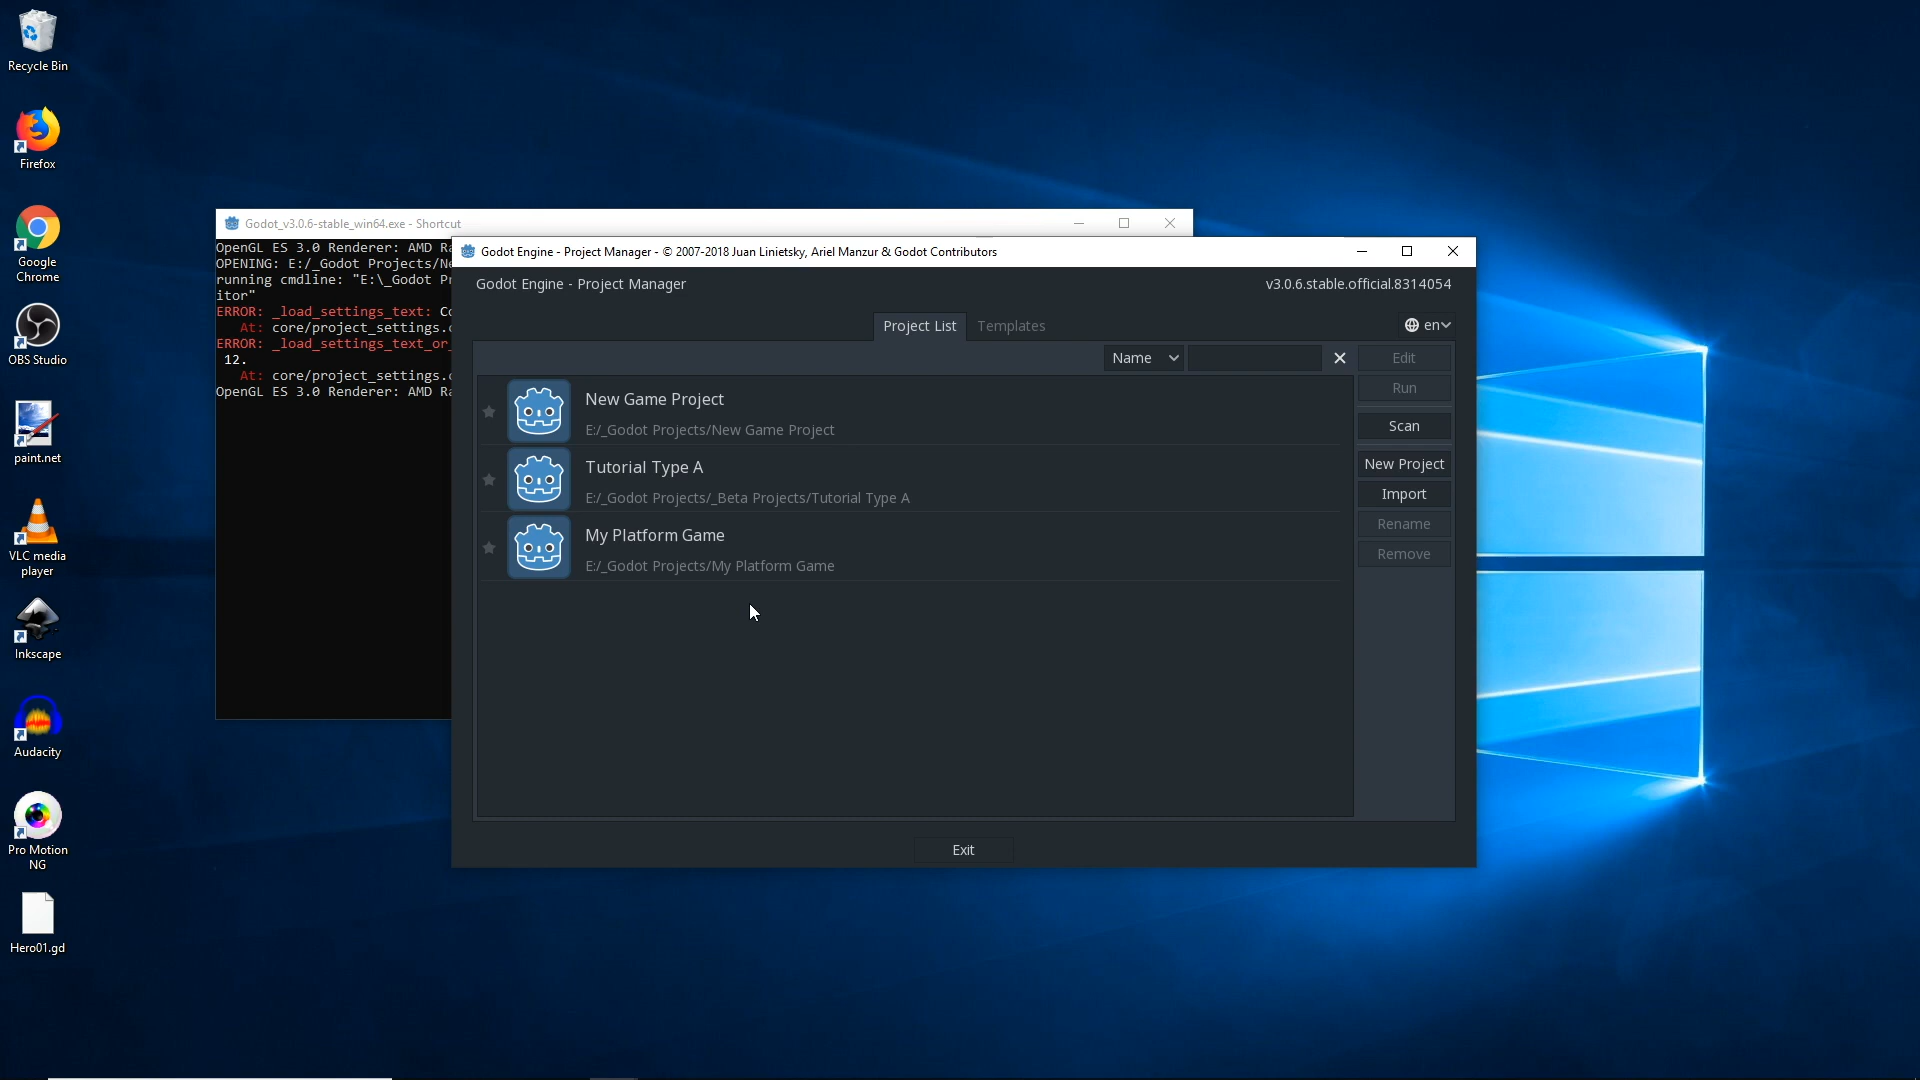 Recycle Bin
Firefox
Google
Chrome
OBS Studio
paint.net
VLC media
player
Inkscape
Audacity
Pro Motion
NG
Hero01.gd
Godot_v3.0.6-stable_win64.exe - Shortcut
OpenGL ES 3.0 Renderer: AMD
OPENING: E:/_Godot Projects/
running cmdline: "E:\_Godot
itor"
ERROR: _load_settings_text:
At: core/project_settings.
ERROR: _load_settings_text_or_
12.
At: core/project_settings.
OpenGL ES 3.0 Renderer: AMD
Godot Engine - Project Manager - © 2007-2018 Juan Linietsky, Ariel Manzur & Godot Contributors
Godot Engine - Project Manager
v3.0.6.stable.official.8314054
Project List
Templates
en
Name
Edit
Run
Scan
New Project
Import
Rename
Remove
New Game Project
E:/_Godot Projects/New Game Project
Tutorial Type A
E:/_Godot Projects/_Beta Projects/Tutorial Type A
My Platform Game
E:/_Godot Projects/My Platform Game
Exit